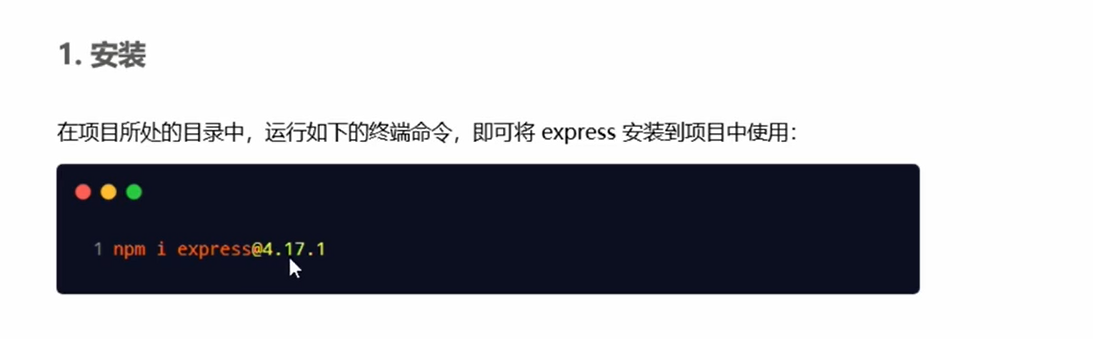 1. 安装
在项目所处的目录中，运行如下的终端命令，即可将 express 安装到项目中使用：
1 npm i express@4.17.1